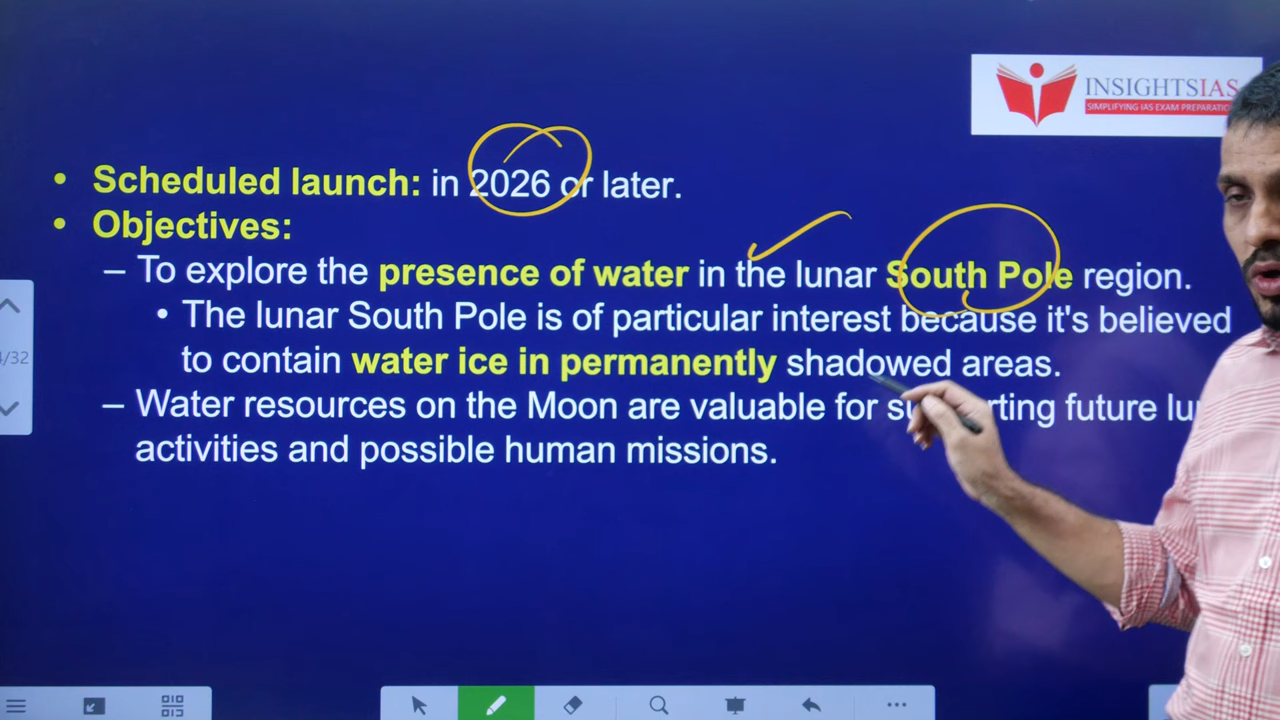 INSIGHTSIAS
SIMPLIFYING IAS EXAM PREPARATIO
• Scheduled launch: in 2026 or later.
• Objectives:
– To explore the presence of water in the lunar South Pole region.
• The lunar South Pole is of particular interest because it's believed
to contain water ice in permanently shadowed areas.
– Water resources on the Moon are valuable for future
activities and possible human missions.
/32